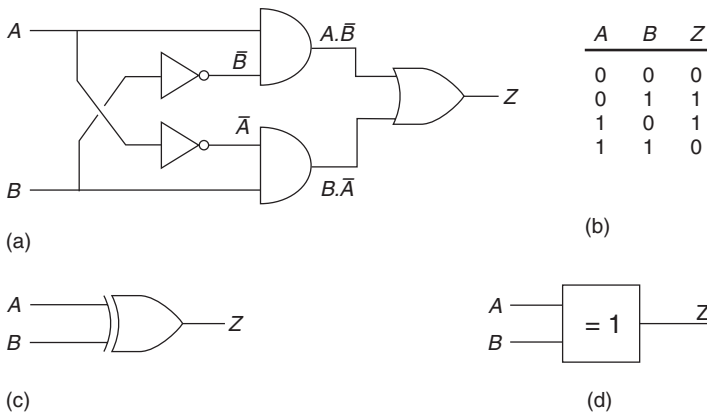 A
B
B̄
Ā
A.B̄
B.Ā
Z
(a)
A B Z
0 0 0
0 1 1
1 0 1
1 1 0
(b)
A
B
Z
(c)
A
B
= 1
Z
(d)